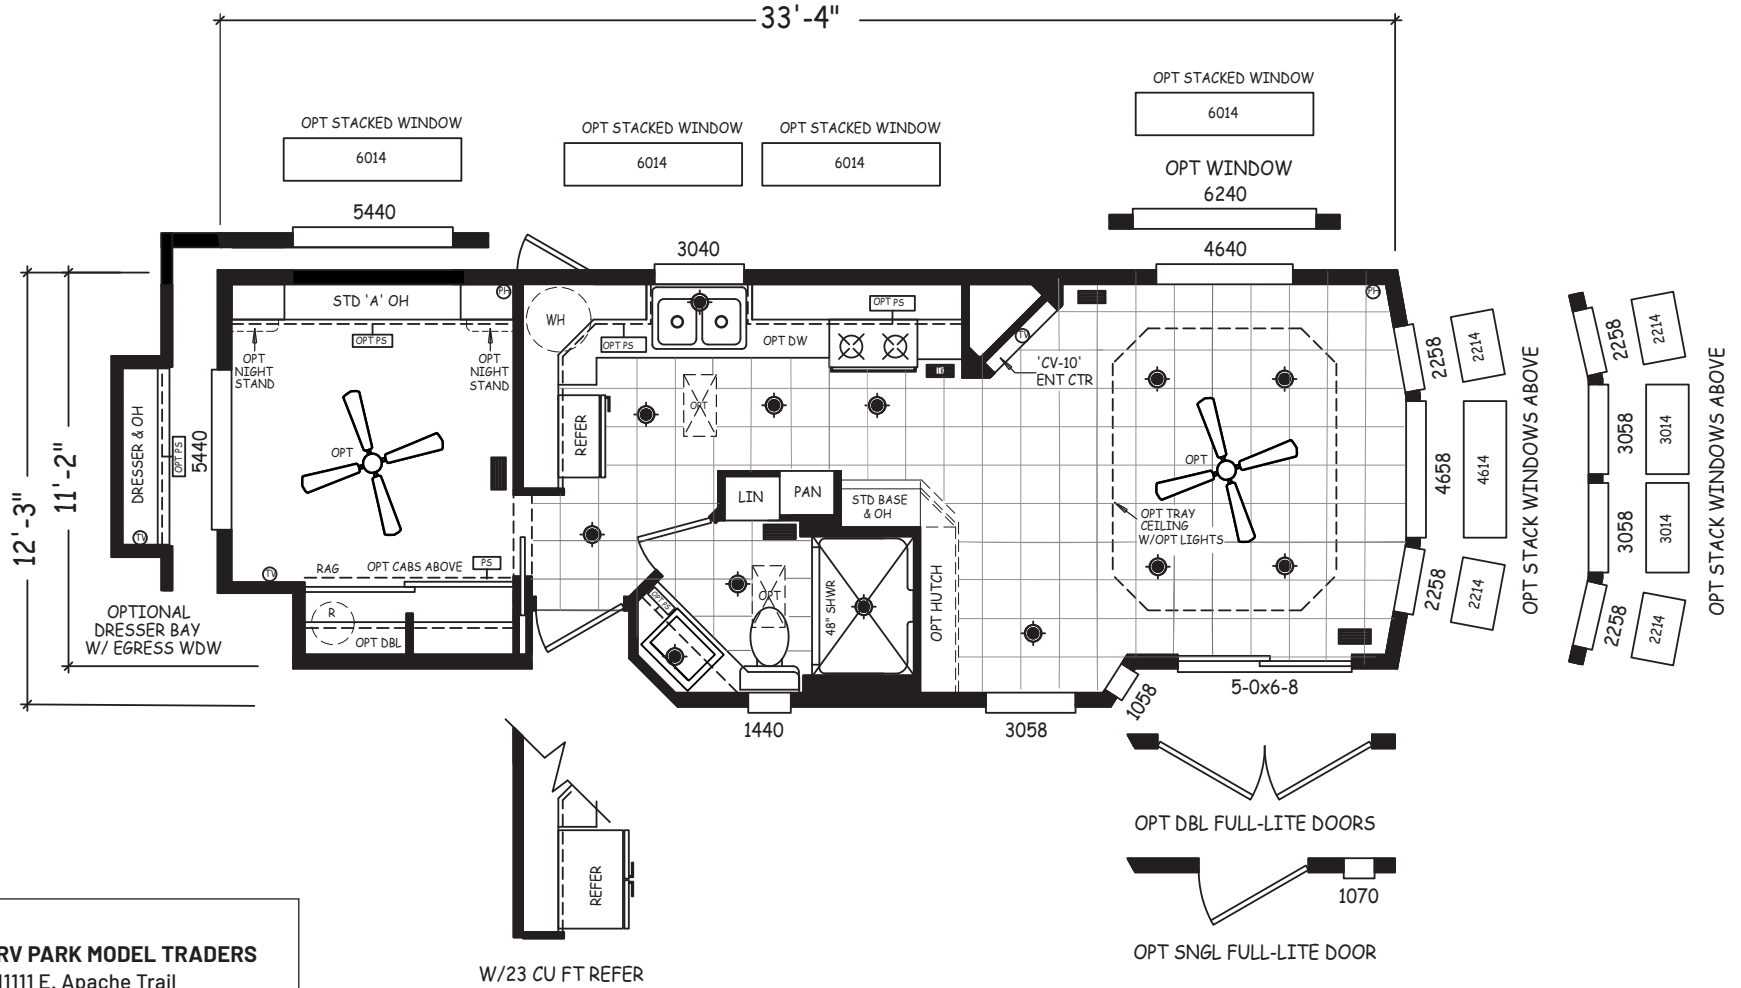 33'-4"
OPT STACKED WINDOW
6014
OPT STACKED WINDOW
6014
OPT STACKED WINDOW
6014
OPT STACKED WINDOW
6014
OPT WINDOW
6240
5440
3040
4640
12'-3"
11'-2"
STD 'A' OH
PH
OPT PS
OPT
NIGHT
STAND
OPT
NIGHT
STAND
DRESSER & OH
OPT PS
5440
TV
OPT
TV
RAG
OPT CABS ABOVE
PS
R
OPT DBL
OPTIONAL
DRESSER BAY
W/ EGRESS WDW
WH
OPT PS
OPT DW
OPT PS
REFER
OPT
LIN
PAN
STD BASE
& OH
OPT PS
OPT
48" SHWR
OPT HUTCH
TV
'CV-10'
ENT CTR
PH
OPT
OPT TRAY
CEILING
W/OPT LIGHTS
2258
2214
4658
4614
2258
2214
OPT STACK WINDOWS ABOVE
2258
2214
3058
3014
3058
3014
2258
2214
OPT STACK WINDOWS ABOVE
1440
3058
1058
5-0x6-8
OPT DBL FULL-LITE DOORS
1070
OPT SNGL FULL-LITE DOOR
REFER
W/23 CU FT REFER
RV PARK MODEL TRADERS
11111 E. Apache Trail